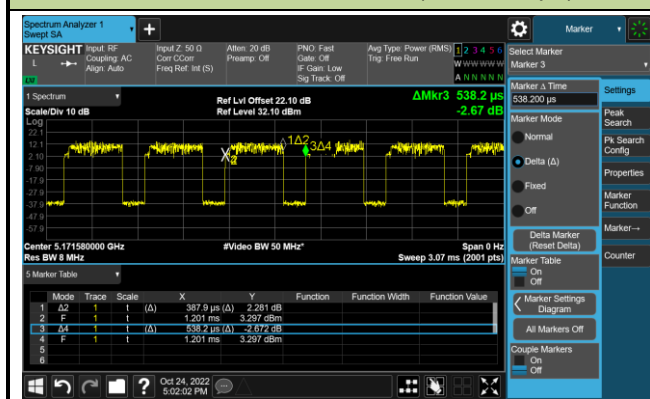 Spectrum Analyzer 1
Swept SA
+
Marker
KEYSIGHT Input: RF Input Z: 50 Ω Atten: 20 dB PNO: Fast Avg Type: Power (RMS) 1 2 3 4 5 6
L Coupling: AC Corr CCorr Preamp: Off Gate: Off Trig: Free Run W W W W W W
Align: Auto Freq Ref: Int (S) IF Gain: Low A N N N N N
Sig Track: Off
Select Marker
Marker 3
1 Spectrum
Ref Lvl Offset 22.10 dB
ΔMkr3 538.2 µs
Scale/Div 10 dB
Ref Level 32.10 dBm
-2.67 dB
Log
22.1
12.1
2.10
-7.90
-17.9
-27.9
-37.9
-47.9
-57.9
X2
1Δ2
3Δ4
Center 5.171580000 GHz #Video BW 50 MHz* Span 0 Hz
Res BW 8 MHz Sweep 3.07 ms (2001 pts)
5 Marker Table
Mode Trace Scale X Y Function Function Width Function Value
1 Δ2 1 t (Δ) 387.9 µs (Δ) 2.281 dB
2 F 1 t 1.201 ms 3.297 dBm
3 Δ4 1 t (Δ) 538.2 µs (Δ) -2.672 dB
4 F 1 t 1.201 ms 3.297 dBm
5
6
Marker Δ Time
538.200 µs
Marker Mode
Normal
Delta (Δ)
Fixed
Off
Delta Marker
(Reset Delta)
Marker Table
On
Off
Marker Settings
Diagram
All Markers Off
Couple Markers
On
Off
Settings
Peak
Search
Pk Search
Config
Properties
Marker
Function
Marker→
Counter
?
Oct 24, 2022
5:02:02 PM